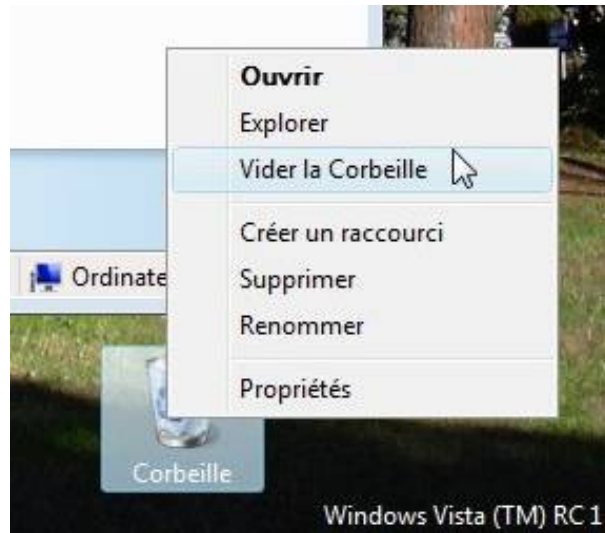 Ouvrir
Explorer
Vider la Corbeille
Créer un raccourci
Ordinate
Supprimer
Renommer
Propriétés
Corbeille
Windows Vista (TM) RC 1